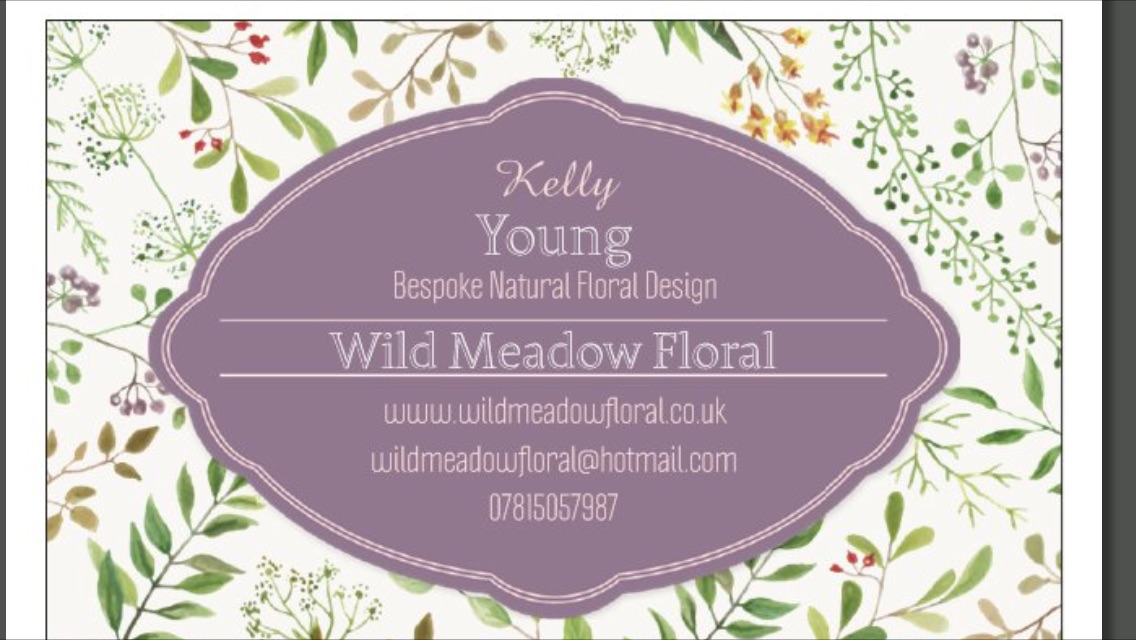 Kelly
Young
Bespoke Natural Floral Design
Wild Meadow Floral
www.wildmeadowfloral.co.uk
wildmeadowfloral@hotmail.com
07815057987